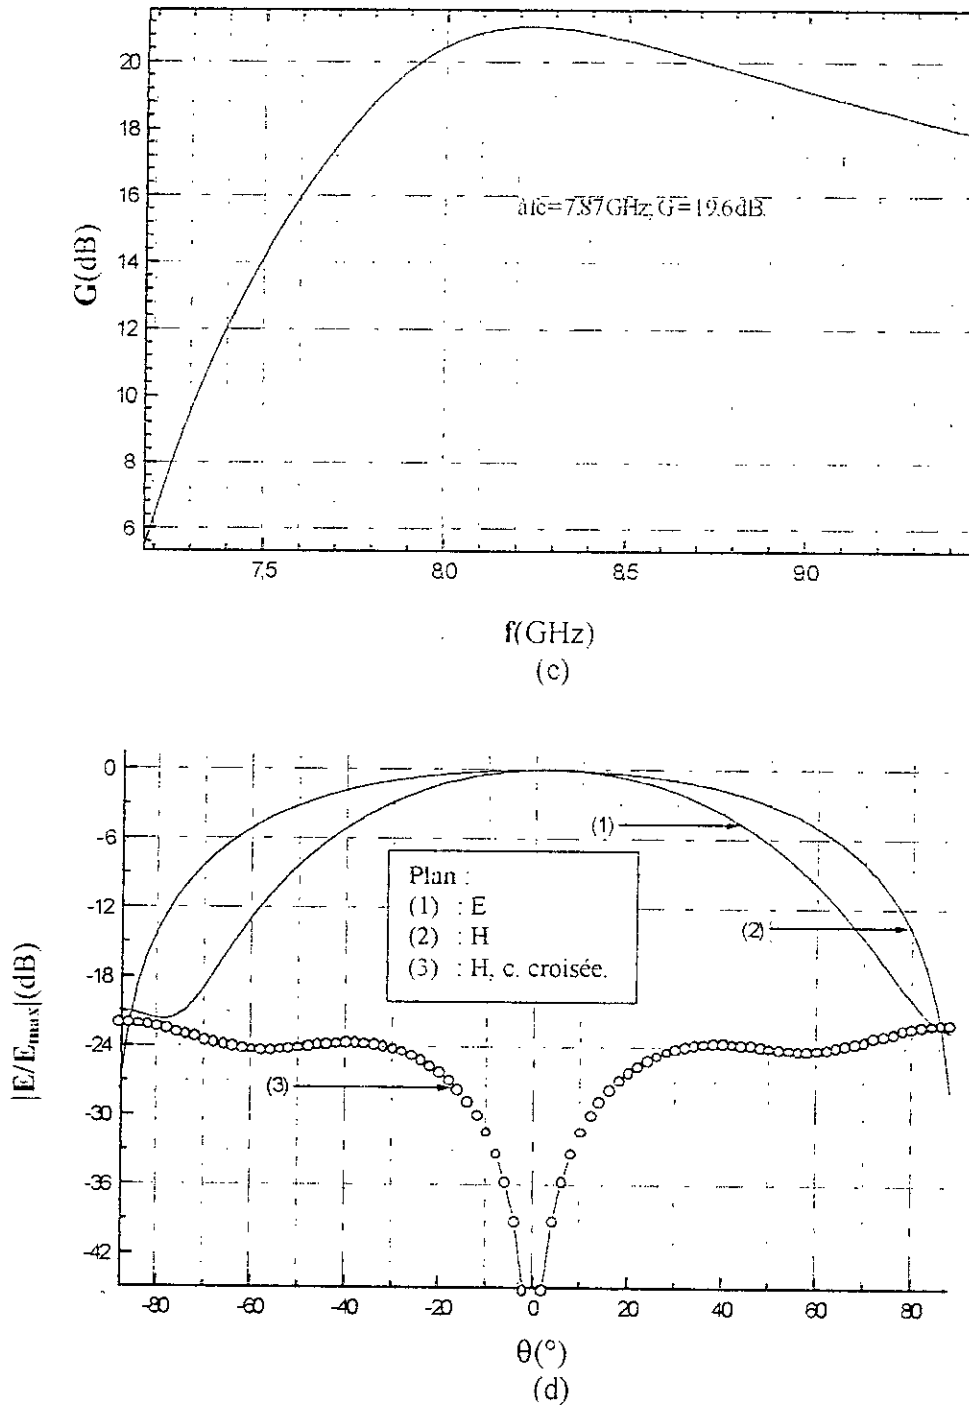 20
18
16
14
12
10
8
6
G(dB)
à fc=7.87GHz; G=19.6dB.
7.5
8.0
8.5
9.0
f(GHz)
(c)
0
-6
-12
-18
-24
-30
-36
-42
|E/Emax|(dB)
(1)
Plan :
(1) : E
(2) : H
(3) : H, c. croisée.
(2)
(3)
-80
-60
-40
-20
0
20
40
60
80
θ(°)
(d)